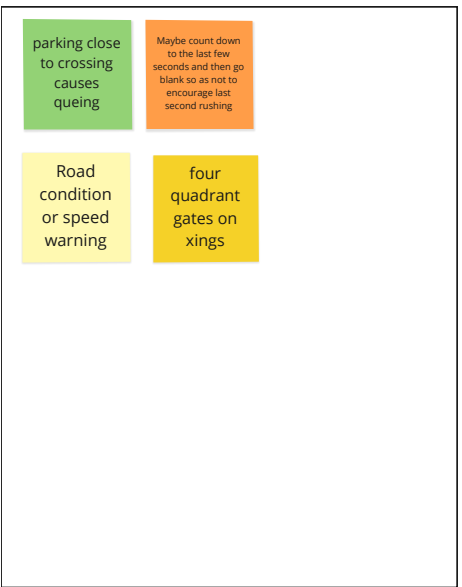 parking close
to crossing
causes
queing
Maybe count down
to the last few
seconds and then go
blank so as not to
encourage last
second rushing
Road
condition
or speed
warning
four
quadrant
gates on
xings